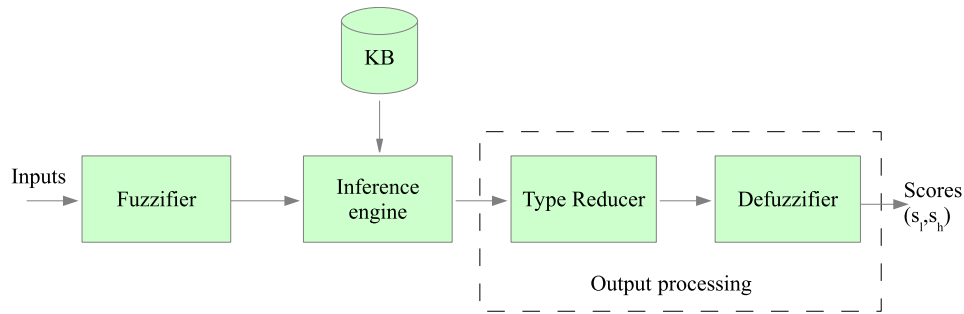 KB
Inputs
Fuzzifier
Inference
engine
Type Reducer
Defuzzifier
Scores
(s_l,s_h)
Output processing